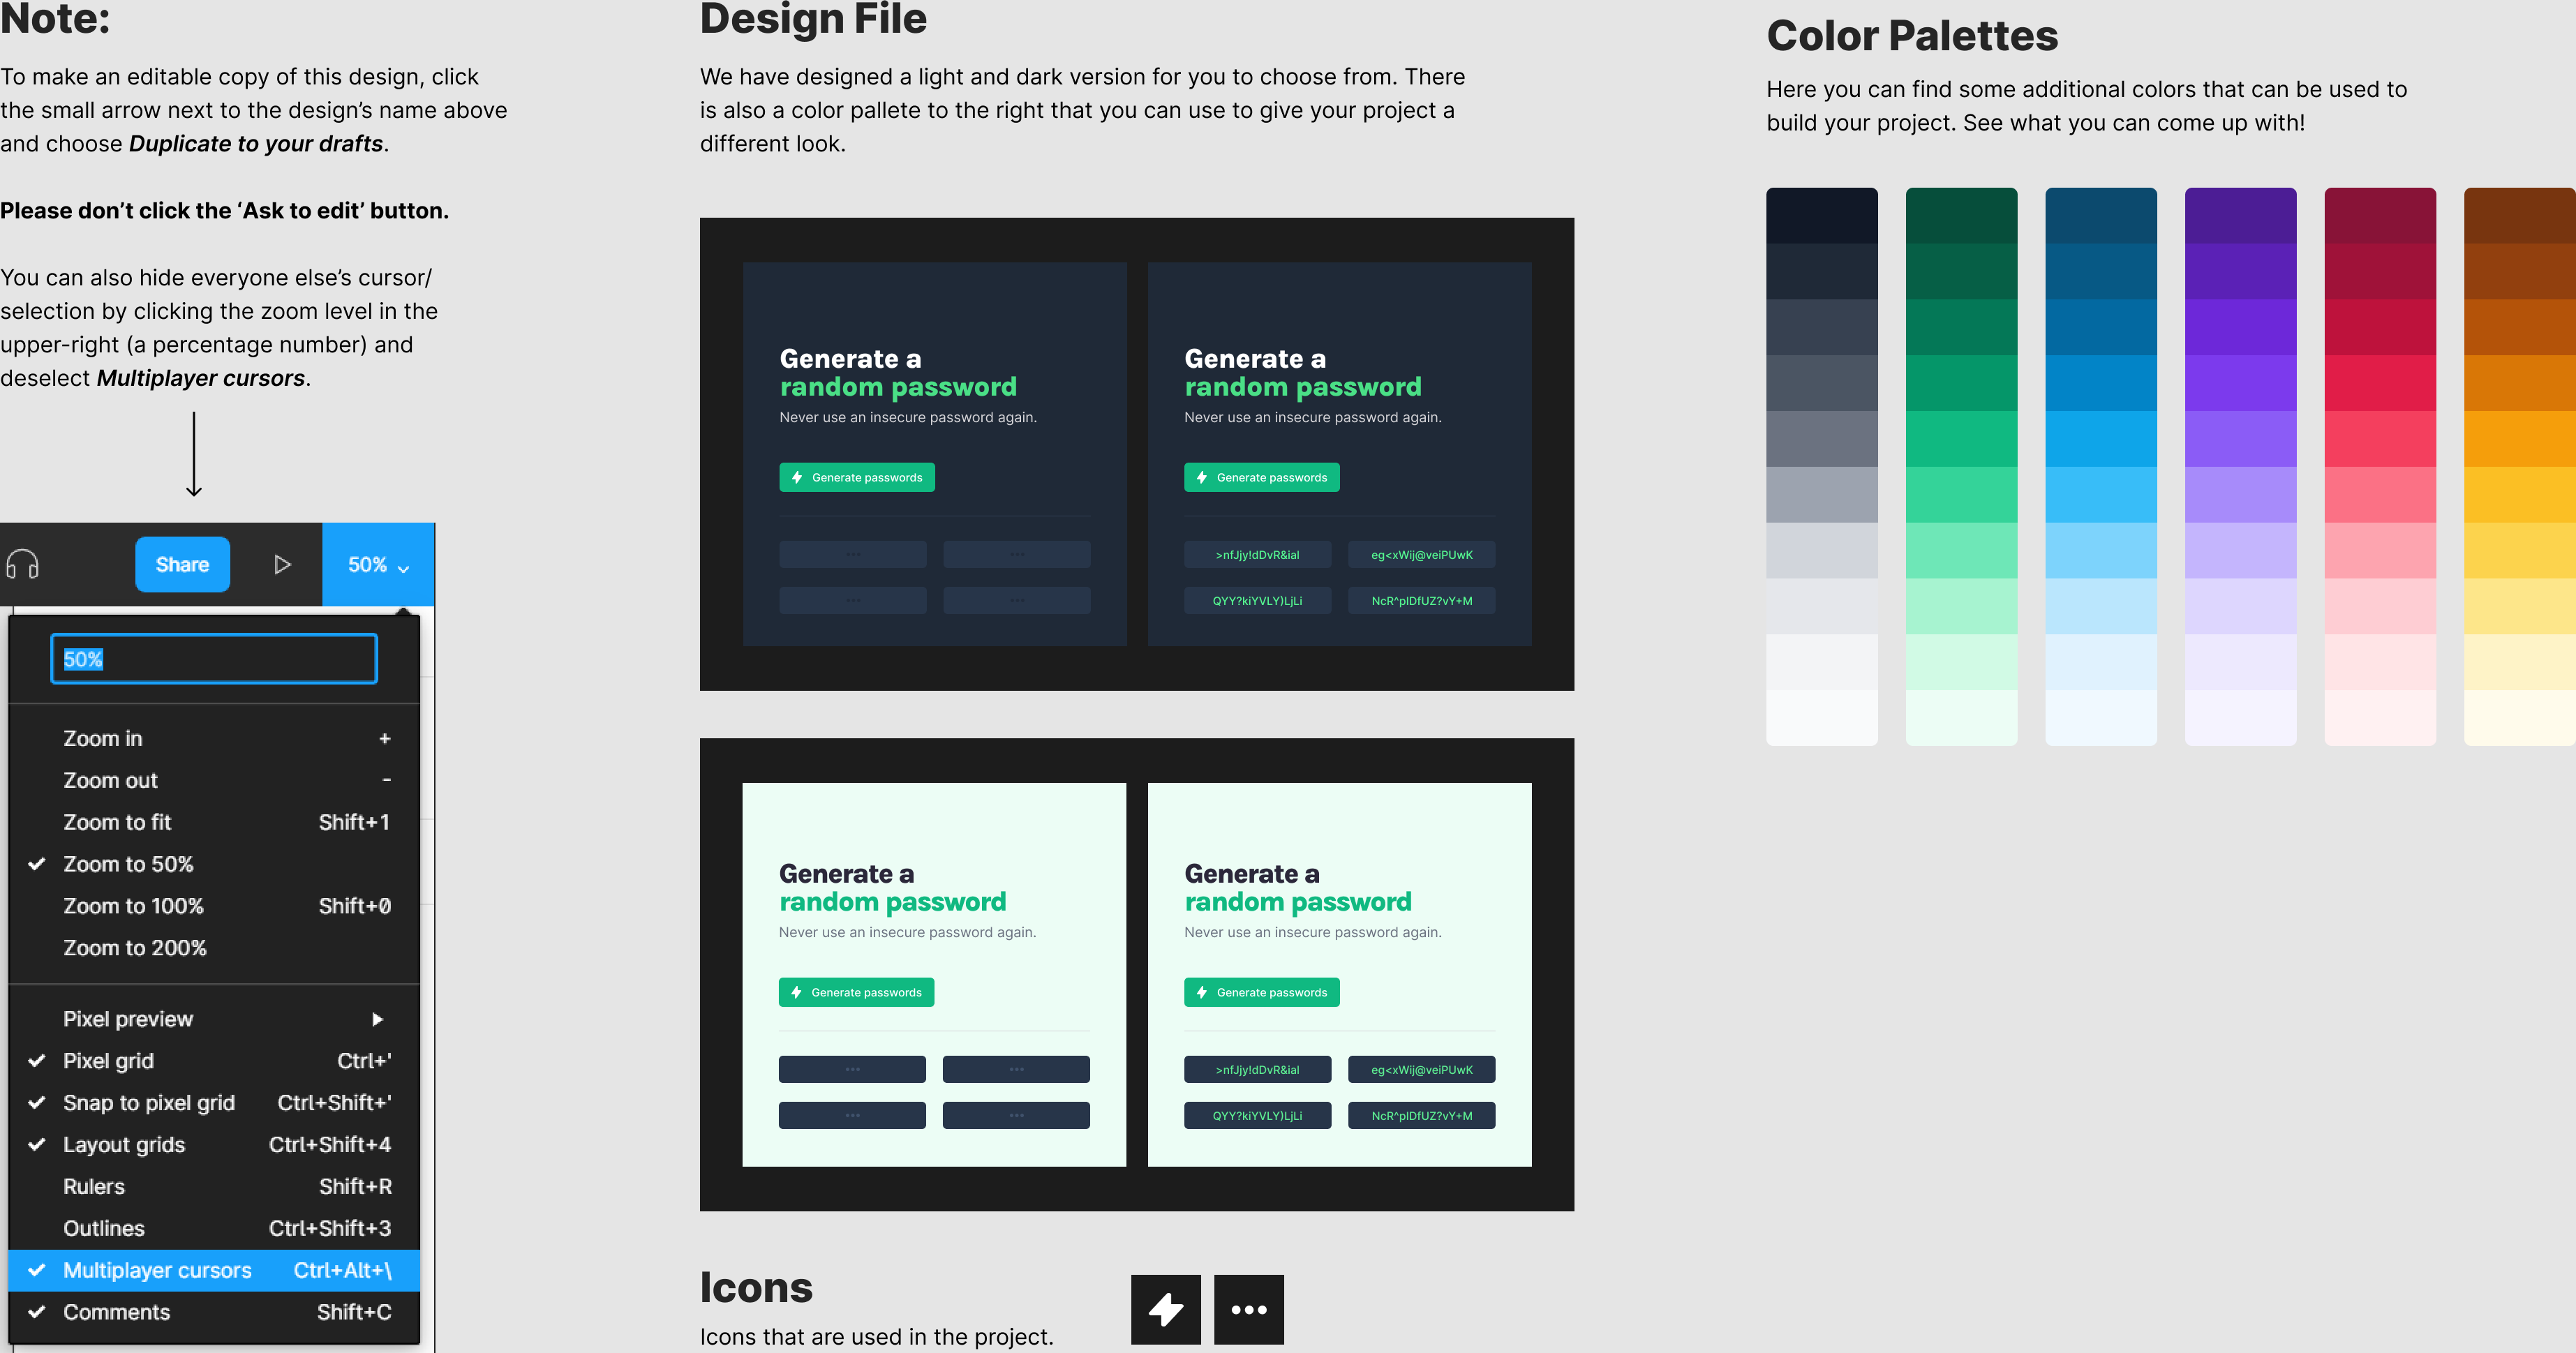 Note:
To make an editable copy of this design, click
the small arrow next to the design’s name above
and choose Duplicate to your drafts.
Please don’t click the ‘Ask to edit’ button.
You can also hide everyone else’s cursor/
selection by clicking the zoom level in the
upper-right (a percentage number) and
deselect Multiplayer cursors.
Share
50%
50%
Zoom in +
Zoom out -
Zoom to fit Shift+1
Zoom to 50%
Zoom to 100% Shift+0
Zoom to 200%
Pixel preview
Pixel grid Ctrl+'
Snap to pixel grid Ctrl+Shift+'
Layout grids Ctrl+Shift+4
Rulers Shift+R
Outlines Ctrl+Shift+3
Multiplayer cursors Ctrl+Alt+\
Comments Shift+C
Design File
We have designed a light and dark version for you to choose from. There
is also a color pallete to the right that you can use to give your project a
different look.
Generate a
random password
Never use an insecure password again.
Generate passwords
Generate a
random password
Never use an insecure password again.
Generate passwords
>nfJjy!dDvR&ial eg<xWij@veiPUwK
QYY?kiYVLY)LjLi NcR^pIDfUZ?vY+M
Generate a
random password
Never use an insecure password again.
Generate passwords
Generate a
random password
Never use an insecure password again.
Generate passwords
>nfJjy!dDvR&ial eg<xWij@veiPUwK
QYY?kiYVLY)LjLi NcR^pIDfUZ?vY+M
Icons
Icons that are used in the project.
Color Palettes
Here you can find some additional colors that can be used to
build your project. See what you can come up with!